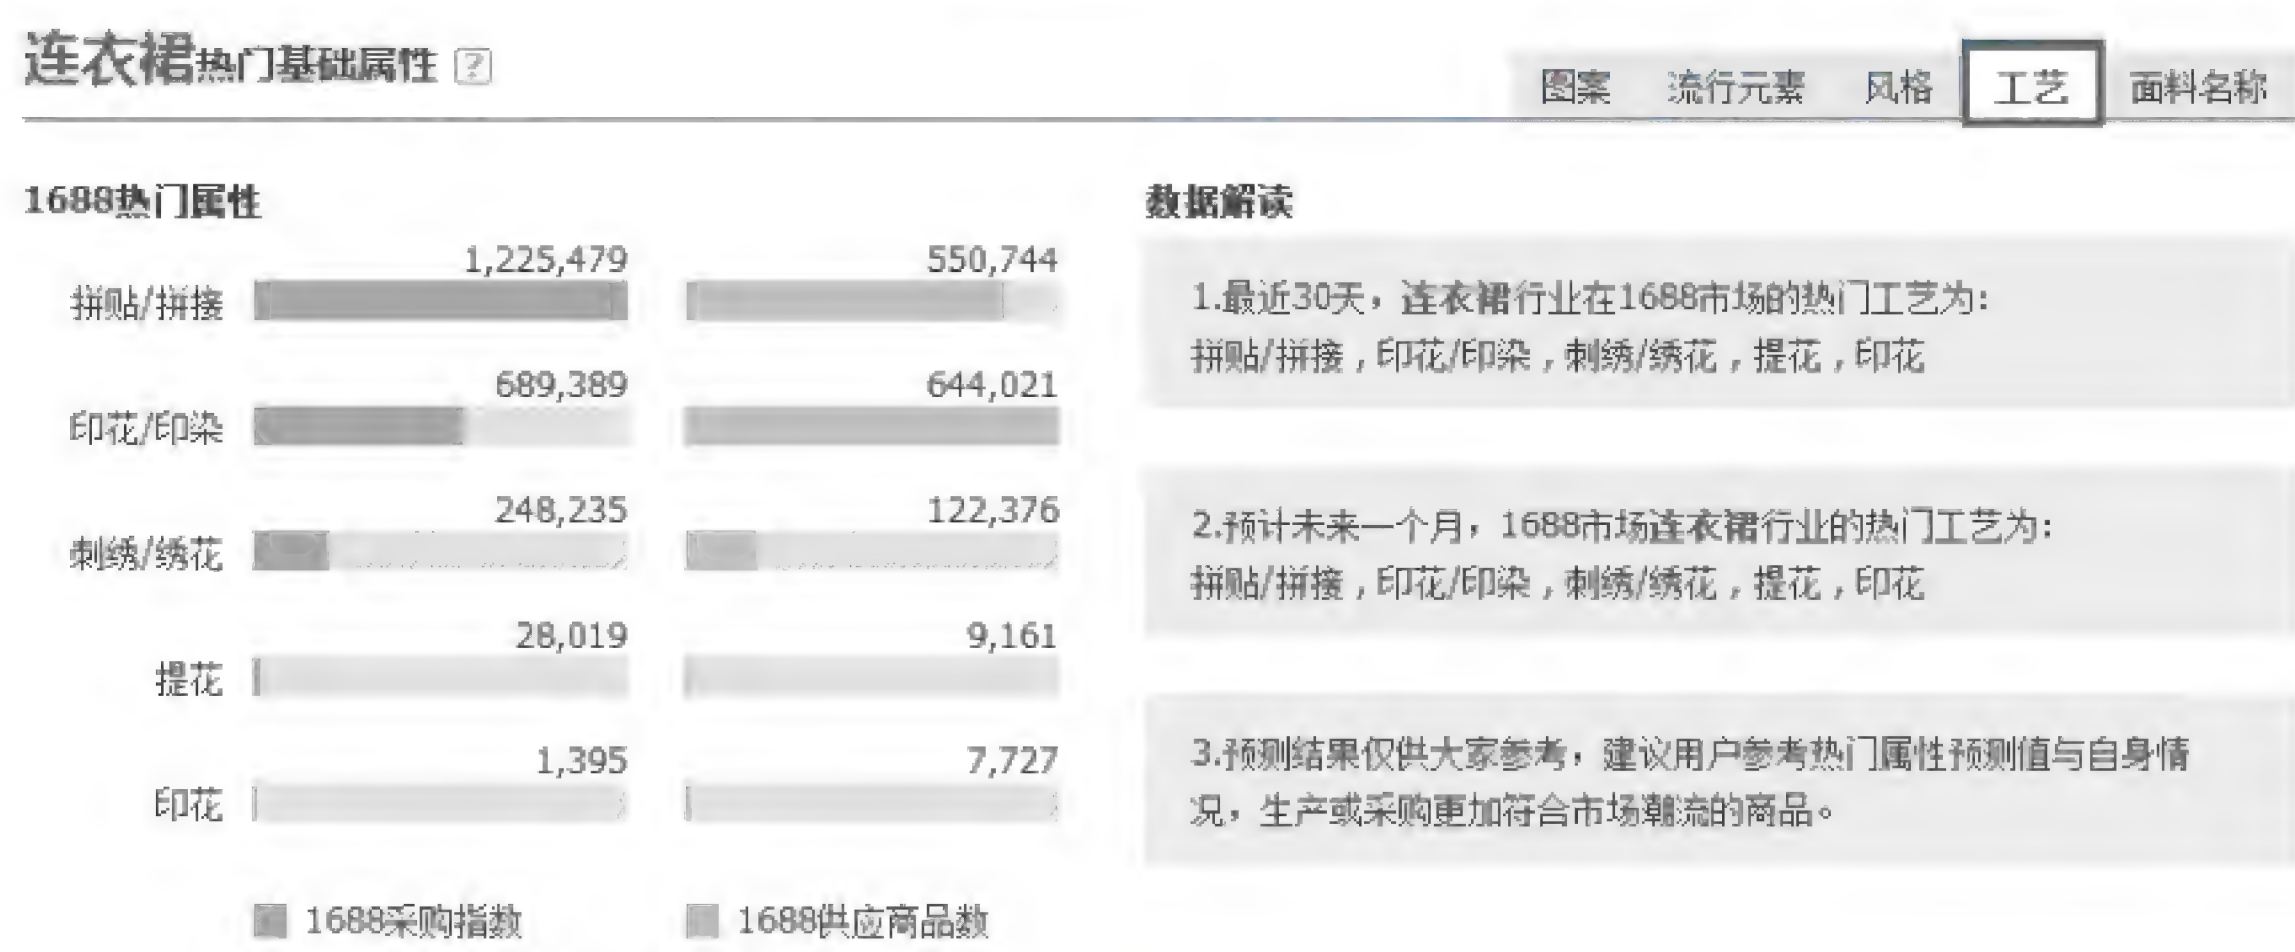 连衣裙热门基础属性 ?
图案 流行元素 风格 工艺 面料名称
1688热门属性
1,225,479 550,744
拼贴/拼接
689,389 644,021
印花/印染
248,235 122,376
刺绣/绣花
28,019 9,161
提花
1,395 7,727
印花
1688采购指数 1688供应商品数
数据解读
1.最近30天，连衣裙行业在1688市场的热门工艺为:
拼贴/拼接,印花/印染,刺绣/绣花,提花,印花
2.预计未来一个月，1688市场连衣裙行业的热门工艺为:
拼贴/拼接,印花/印染,刺绣/绣花,提花,印花
3.预测结果仅供大家参考，建议用户参考热门属性预测值与自身情
况，生产或采购更加符合市场潮流的商品。